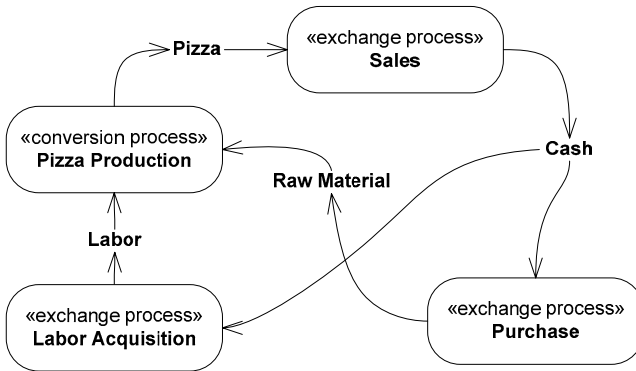 Pizza
«exchange process»
Sales
«conversion process»
Pizza Production
Cash
Raw Material
Labor
«exchange process»
Labor Acquisition
«exchange process»
Purchase